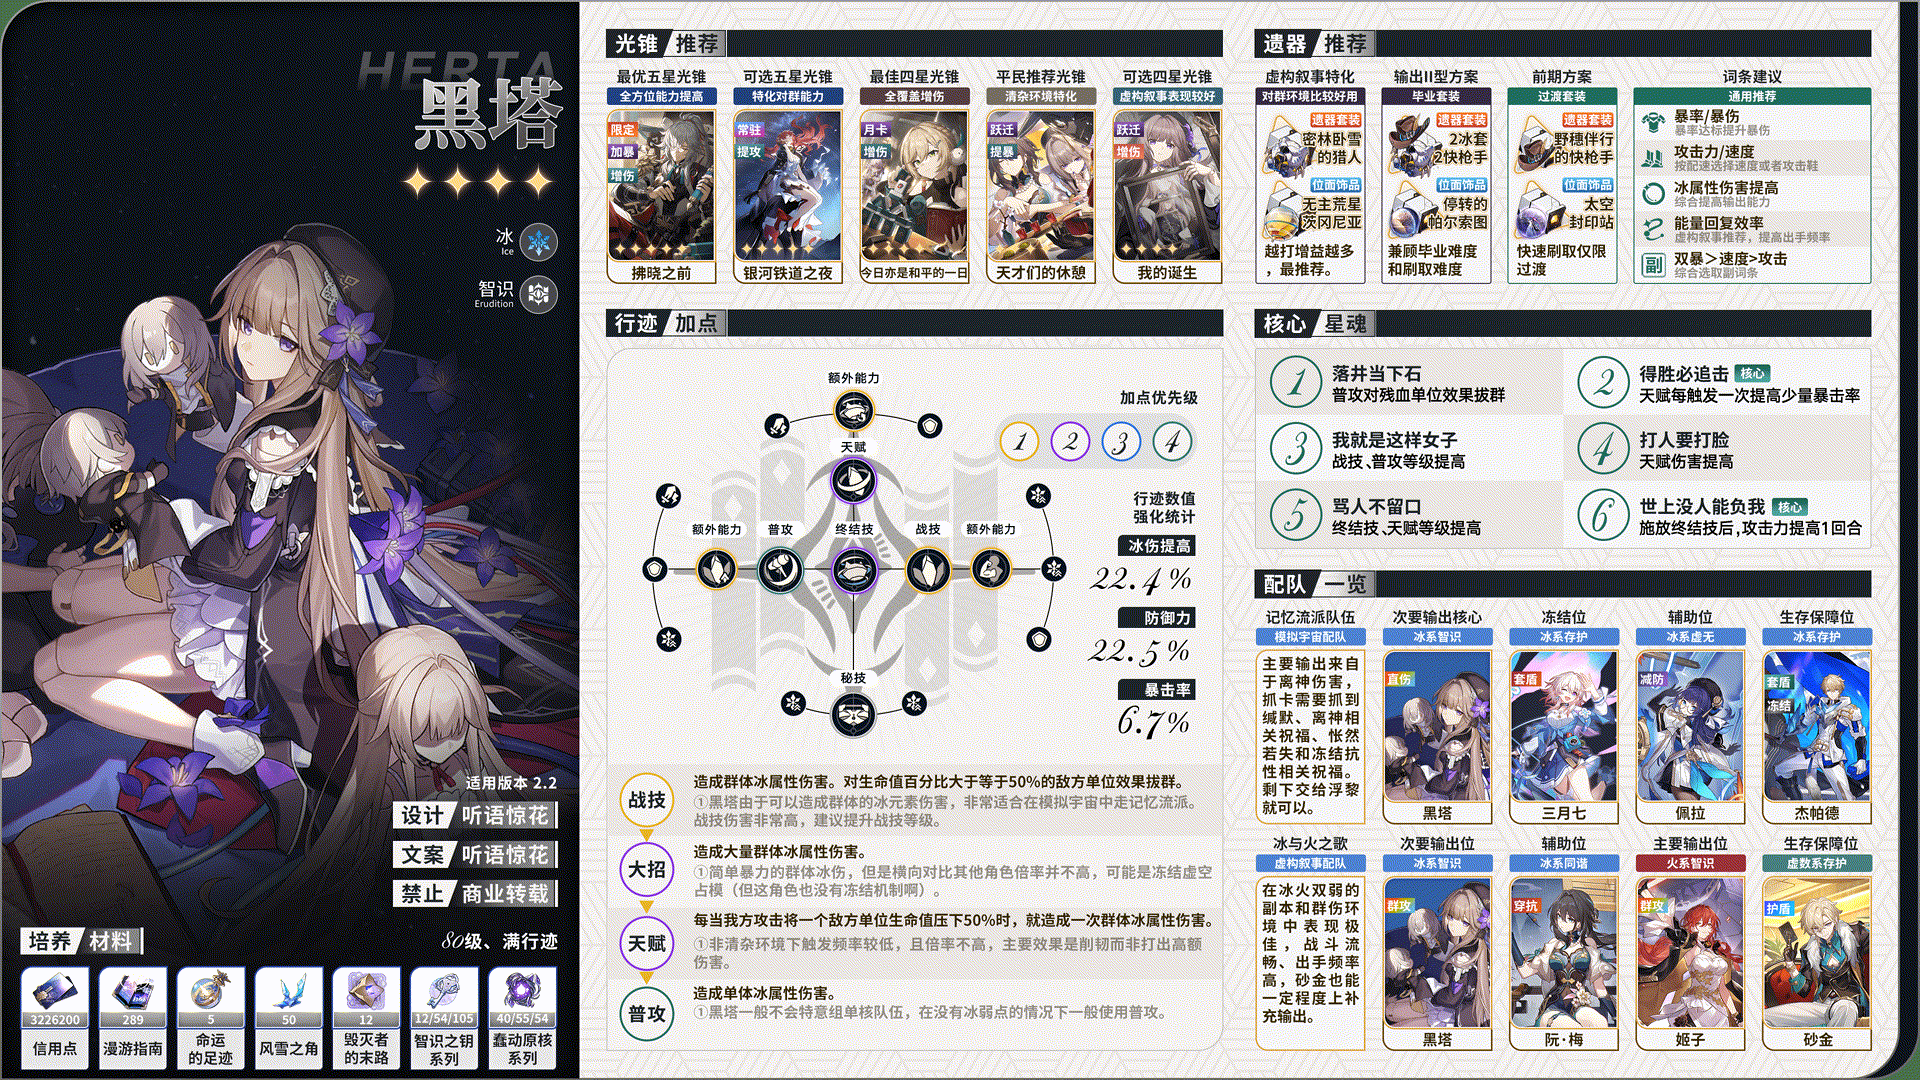 HERTA
黑塔
冰
Ice
智识
Erudition
适用版本 2.2
设计 听语惊花
文案 听语惊花
禁止 商业转载
培养 材料
80级、满行迹
3226200
信用点
289
漫游指南
5
命运
的足迹
50
风雪之角
12
毁灭者
的末路
12/54/105
智识之钥
系列
40/55/54
蠢动原核
系列
光锥 推荐
最优五星光锥
全方位能力提高
限定
加暴
增伤
拂晓之前
可选五星光锥
特化对群能力
常驻
提攻
银河铁道之夜
最佳四星光锥
全覆盖增伤
月卡
增伤
今日亦是和平的一日
平民推荐光锥
清杂环境特化
跃迁
提暴
天才们的休憩
可选四星光锥
虚构叙事表现较好
跃迁
增伤
我的诞生
遗器 推荐
虚构叙事特化
对群环境比较好用
遗器套装
密林卧雪
的猎人
位面饰品
无主荒星
茨冈尼亚
越打增益越多
，最推荐。
输出II型方案
毕业套装
遗器套装
2冰套
2快枪手
位面饰品
停转的
帕尔索图
兼顾毕业难度
和刷取难度
前期方案
过渡套装
遗器套装
野穗伴行
的快枪手
位面饰品
太空
封印站
快速刷取仅限
过渡
词条建议
通用推荐
暴率/暴伤
暴率达标提升暴伤
攻击力/速度
按配速选择速度或者攻击鞋
冰属性伤害提高
综合提高输出能力
能量回复效率
虚构叙事推荐，提高出手频率
副
双暴＞速度>攻击
综合选取副词条
行迹 加点
额外能力
天赋
额外能力
普攻
终结技
战技
额外能力
秘技
加点优先级
1 2 3 4
行迹数值
强化统计
冰伤提高
22.4%
防御力
22.5%
暴击率
6.7%
战技
造成群体冰属性伤害。对生命值百分比大于等于50%的敌方单位效果拔群。
①黑塔由于可以造成群体的冰元素伤害，非常适合在模拟宇宙中走记忆流派。
战技伤害非常高，建议提升战技等级。
大招
造成大量群体冰属性伤害。
①简单暴力的群体冰伤，但是横向对比其他角色倍率并不高，可能是冻结虚空
占模（但这角色也没有冻结机制啊）。
天赋
每当我方攻击将一个敌方单位生命值压下50%时，就造成一次群体冰属性伤害。
①非清杂环境下触发频率较低，且倍率不高，主要效果是削韧而非打出高额
伤害。
普攻
造成单体冰属性伤害。
①黑塔一般不会特意组单核队伍，在没有冰弱点的情况下一般使用普攻。
核心 星魂
1
落井当下石
普攻对残血单位效果拔群
2
得胜必追击 核心
天赋每触发一次提高少量暴击率
3
我就是这样女子
战技、普攻等级提高
4
打人要打脸
天赋伤害提高
5
骂人不留口
终结技、天赋等级提高
6
世上没人能负我 核心
施放终结技后,攻击力提高1回合
配队 一览
记忆流派队伍
模拟宇宙配队
主要输出来自
于离神伤害，
抓卡需要抓到
缄默、离神相
关祝福、怅然
若失和冻结抗
性相关祝福。
剩下交给浮黎
就可以。
次要输出核心
冰系智识
直伤
黑塔
冻结位
冰系存护
套盾
三月七
辅助位
冰系虚无
减防
佩拉
生存保障位
冰系存护
套盾
冻结
杰帕德
冰与火之歌
虚构叙事配队
在冰火双弱的
副本和群伤环
境中表现极
佳，战斗流
畅、出手频率
高，砂金也能
一定程度上补
充输出。
次要输出位
冰系智识
群攻
黑塔
辅助位
冰系同谐
穿抗
阮·梅
主要输出位
火系智识
群攻
姬子
生存保障位
虚数系存护
护盾
砂金